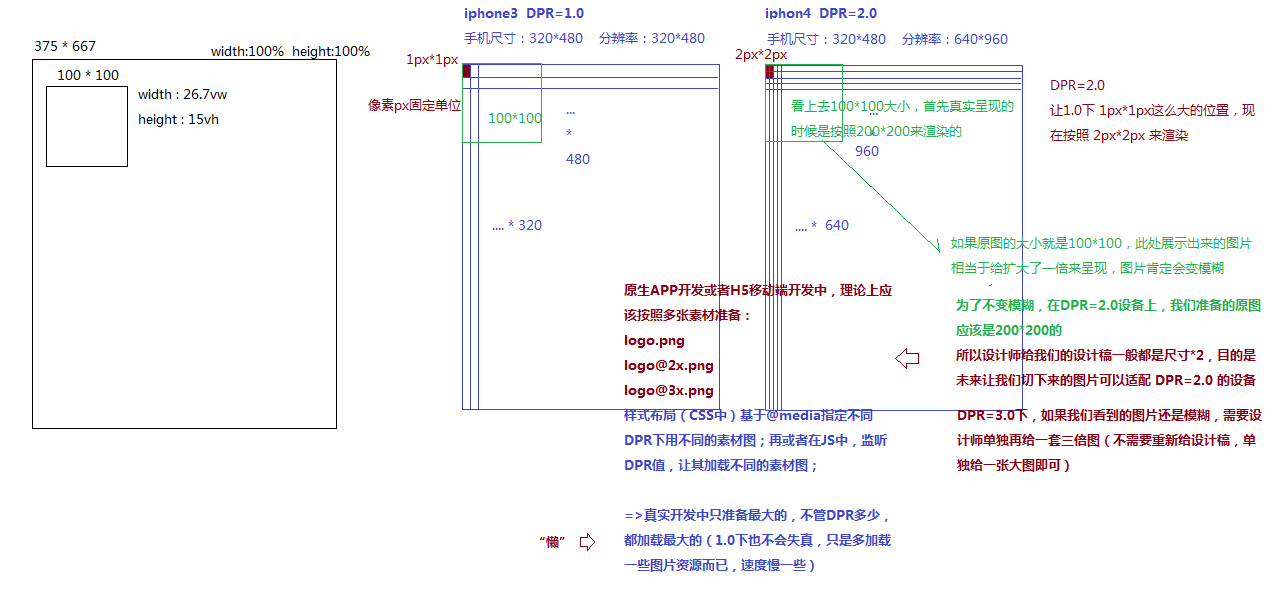 375 * 667
width:100%  height:100%
100 * 100
width : 26.7vw
height : 15vh
iphone3  DPR=1.0
手机尺寸：320*480    分辨率：320*480
1px*1px
像素px固定单位
100*100
...
*
480
.... * 320
iphon4  DPR=2.0
手机尺寸：320*480    分辨率：640*960
2px*2px
看上去100*100大小，首先真实呈现的
时候是按照200*200来渲染的
...
*
960
.... *  640
DPR=2.0
让1.0下 1px*1px这么大的位置，现
在按照 2px*2px 来渲染
如果原图的大小就是100*100，此处展示出来的图片
相当于给扩大了一倍来呈现，图片肯定会变模糊
为了不变模糊，在DPR=2.0设备上，我们准备的原图
应该是200*200的
所以设计师给我们的设计稿一般都是尺寸*2，目的是
未来让我们切下来的图片可以适配 DPR=2.0 的设备
DPR=3.0下，如果我们看到的图片还是模糊，需要设
计师单独再给一套三倍图（不需要重新给设计稿，单
独给一张大图即可）
原生APP开发或者H5移动端开发中，理论上应
该按照多张素材准备：
logo.png
logo@2x.png
logo@3x.png
样式布局（CSS中）基于@media指定不同
DPR下用不同的素材图；再或者在JS中，监听
DPR值，让其加载不同的素材图；
=>真实开发中只准备最大的，不管DPR多少，
都加载最大的（1.0下也不会失真，只是多加载
一些图片资源而已，速度慢一些）
“懒”